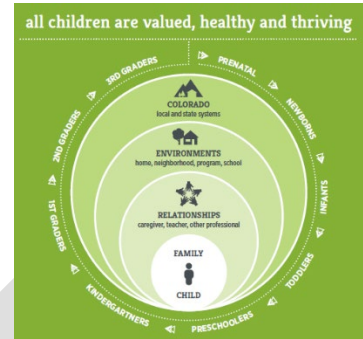 all children are valued, healthy and thriving
PRENATAL
NEWBORNS
INFANTS
TODDLERS
PRESCHOOLERS
KINDERGARTNERS
1ST GRADERS
2ND GRADERS
3RD GRADERS
COLORADO
local and state systems
ENVIRONMENTS
home, neighborhood, program, school
RELATIONSHIPS
caregiver, teacher, other professional
FAMILY
CHILD